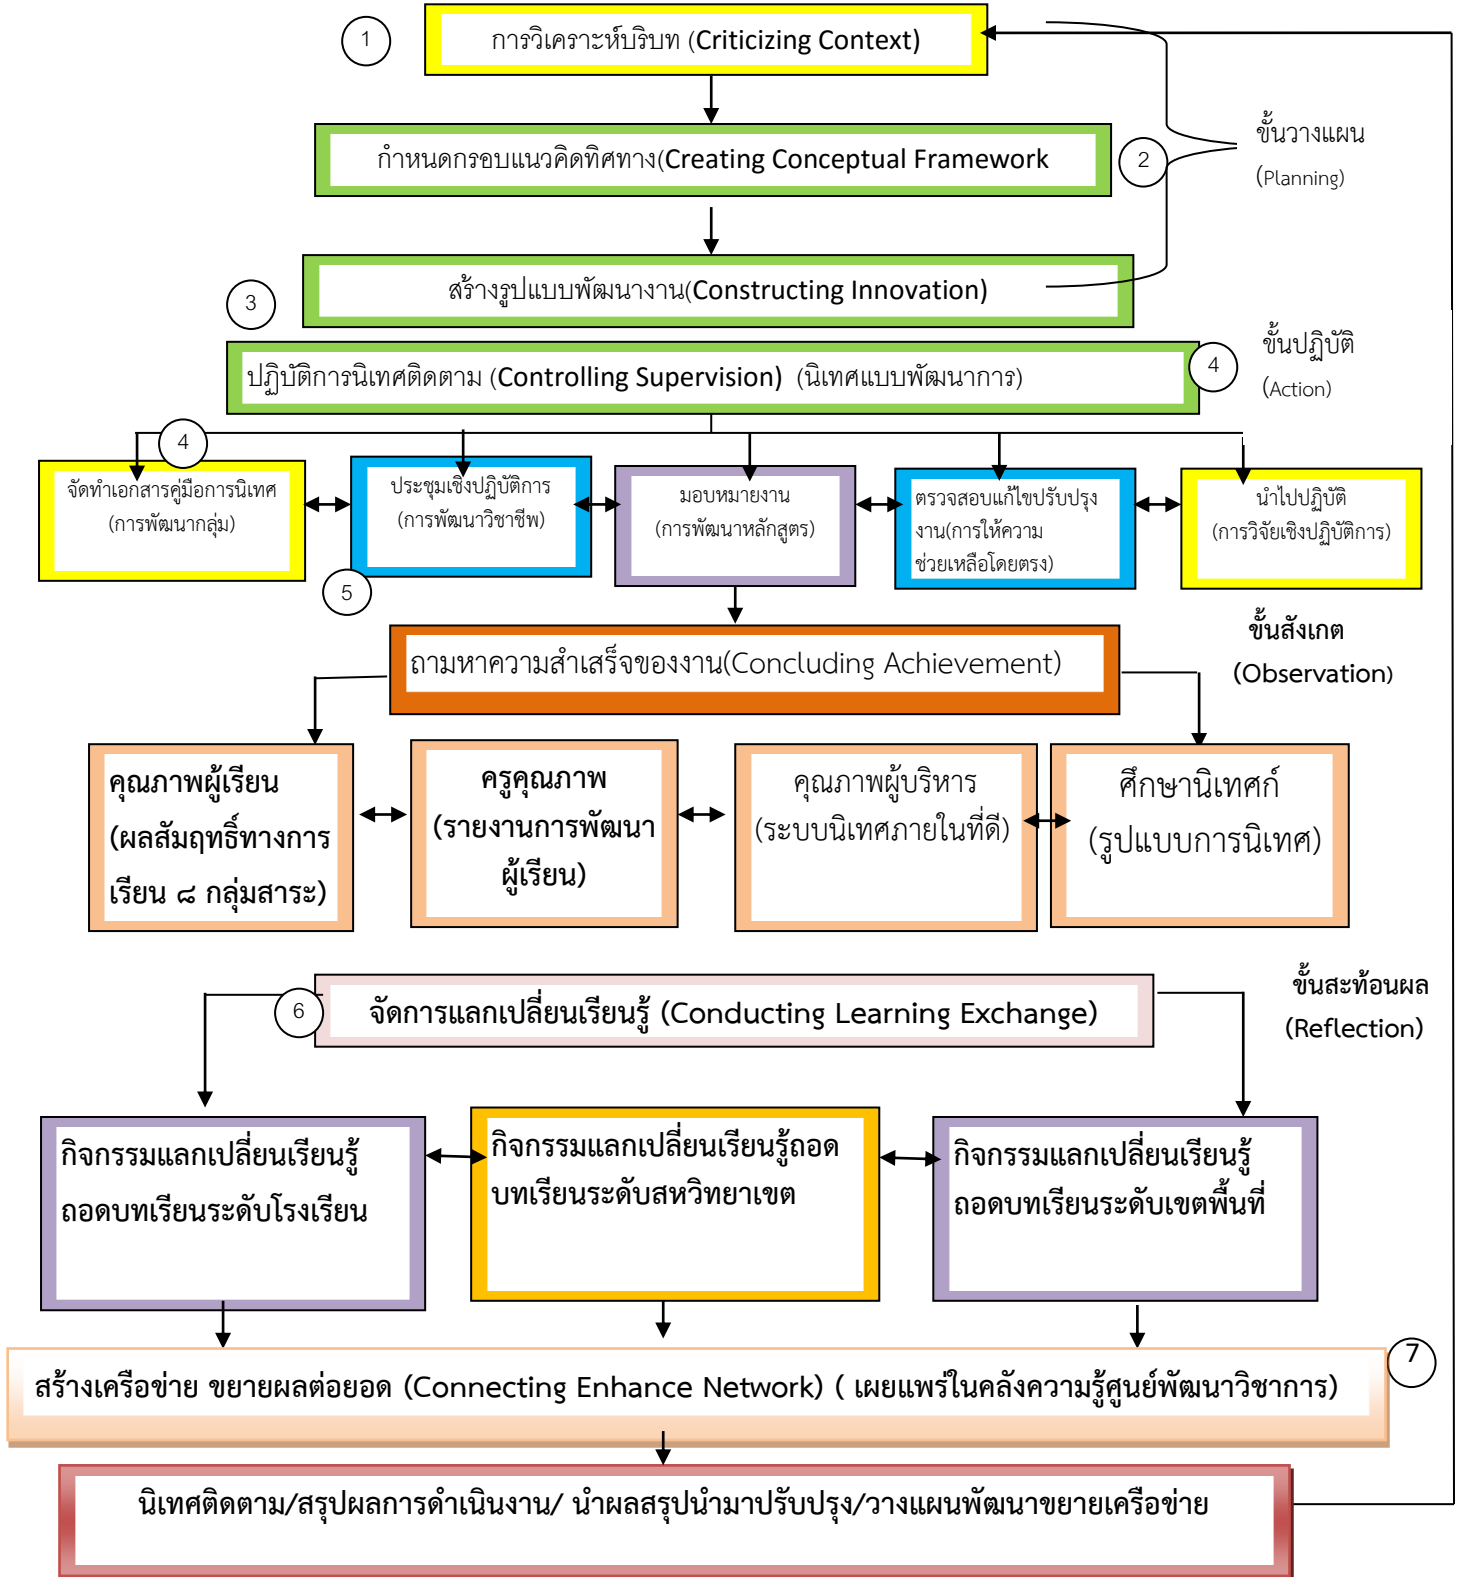 1
การวิเคราะห์บริบท (Criticizing Context)
กำหนดกรอบแนวคิดทิศทาง(Creating Conceptual Framework
2
ขั้นวางแผน
(Planning)
3
สร้างรูปแบบพัฒนางาน(Constructing Innovation)
ปฏิบัติการนิเทศติดตาม (Controlling Supervision) (นิเทศแบบพัฒนาการ)
4
ขั้นปฏิบัติ
(Action)
4
จัดทำเอกสารคู่มือการนิเทศ
(การพัฒนากลุ่ม)
ประชุมเชิงปฏิบัติการ
(การพัฒนาวิชาชีพ)
มอบหมายงาน
(การพัฒนาหลักสูตร)
ตรวจสอบแก้ไขปรับปรุง
งาน(การให้ความ
ช่วยเหลือโดยตรง)
นำไปปฏิบัติ
(การวิจัยเชิงปฏิบัติการ)
5
ถามหาความสำเสร็จของงาน(Concluding Achievement)
ขั้นสังเกต
(Observation)
คุณภาพผู้เรียน
(ผลสัมฤทธิ์ทางการ
เรียน ๘ กลุ่มสาระ)
ครูคุณภาพ
(รายงานการพัฒนา
ผู้เรียน)
คุณภาพผู้บริหาร
(ระบบนิเทศภายในที่ดี)
ศึกษานิเทศก์
(รูปแบบการนิเทศ)
6
จัดการแลกเปลี่ยนเรียนรู้ (Conducting Learning Exchange)
ขั้นสะท้อนผล
(Reflection)
กิจกรรมแลกเปลี่ยนเรียนรู้
ถอดบทเรียนระดับโรงเรียน
กิจกรรมแลกเปลี่ยนเรียนรู้ถอด
บทเรียนระดับสหวิทยาเขต
กิจกรรมแลกเปลี่ยนเรียนรู้
ถอดบทเรียนระดับเขตพื้นที่
7
สร้างเครือข่าย ขยายผลต่อยอด (Connecting Enhance Network) ( เผยแพร่ในคลังความรู้ศูนย์พัฒนาวิชาการ)
นิเทศติดตาม/สรุปผลการดำเนินงาน/ นำผลสรุปนำมาปรับปรุง/วางแผนพัฒนาขยายเครือข่าย